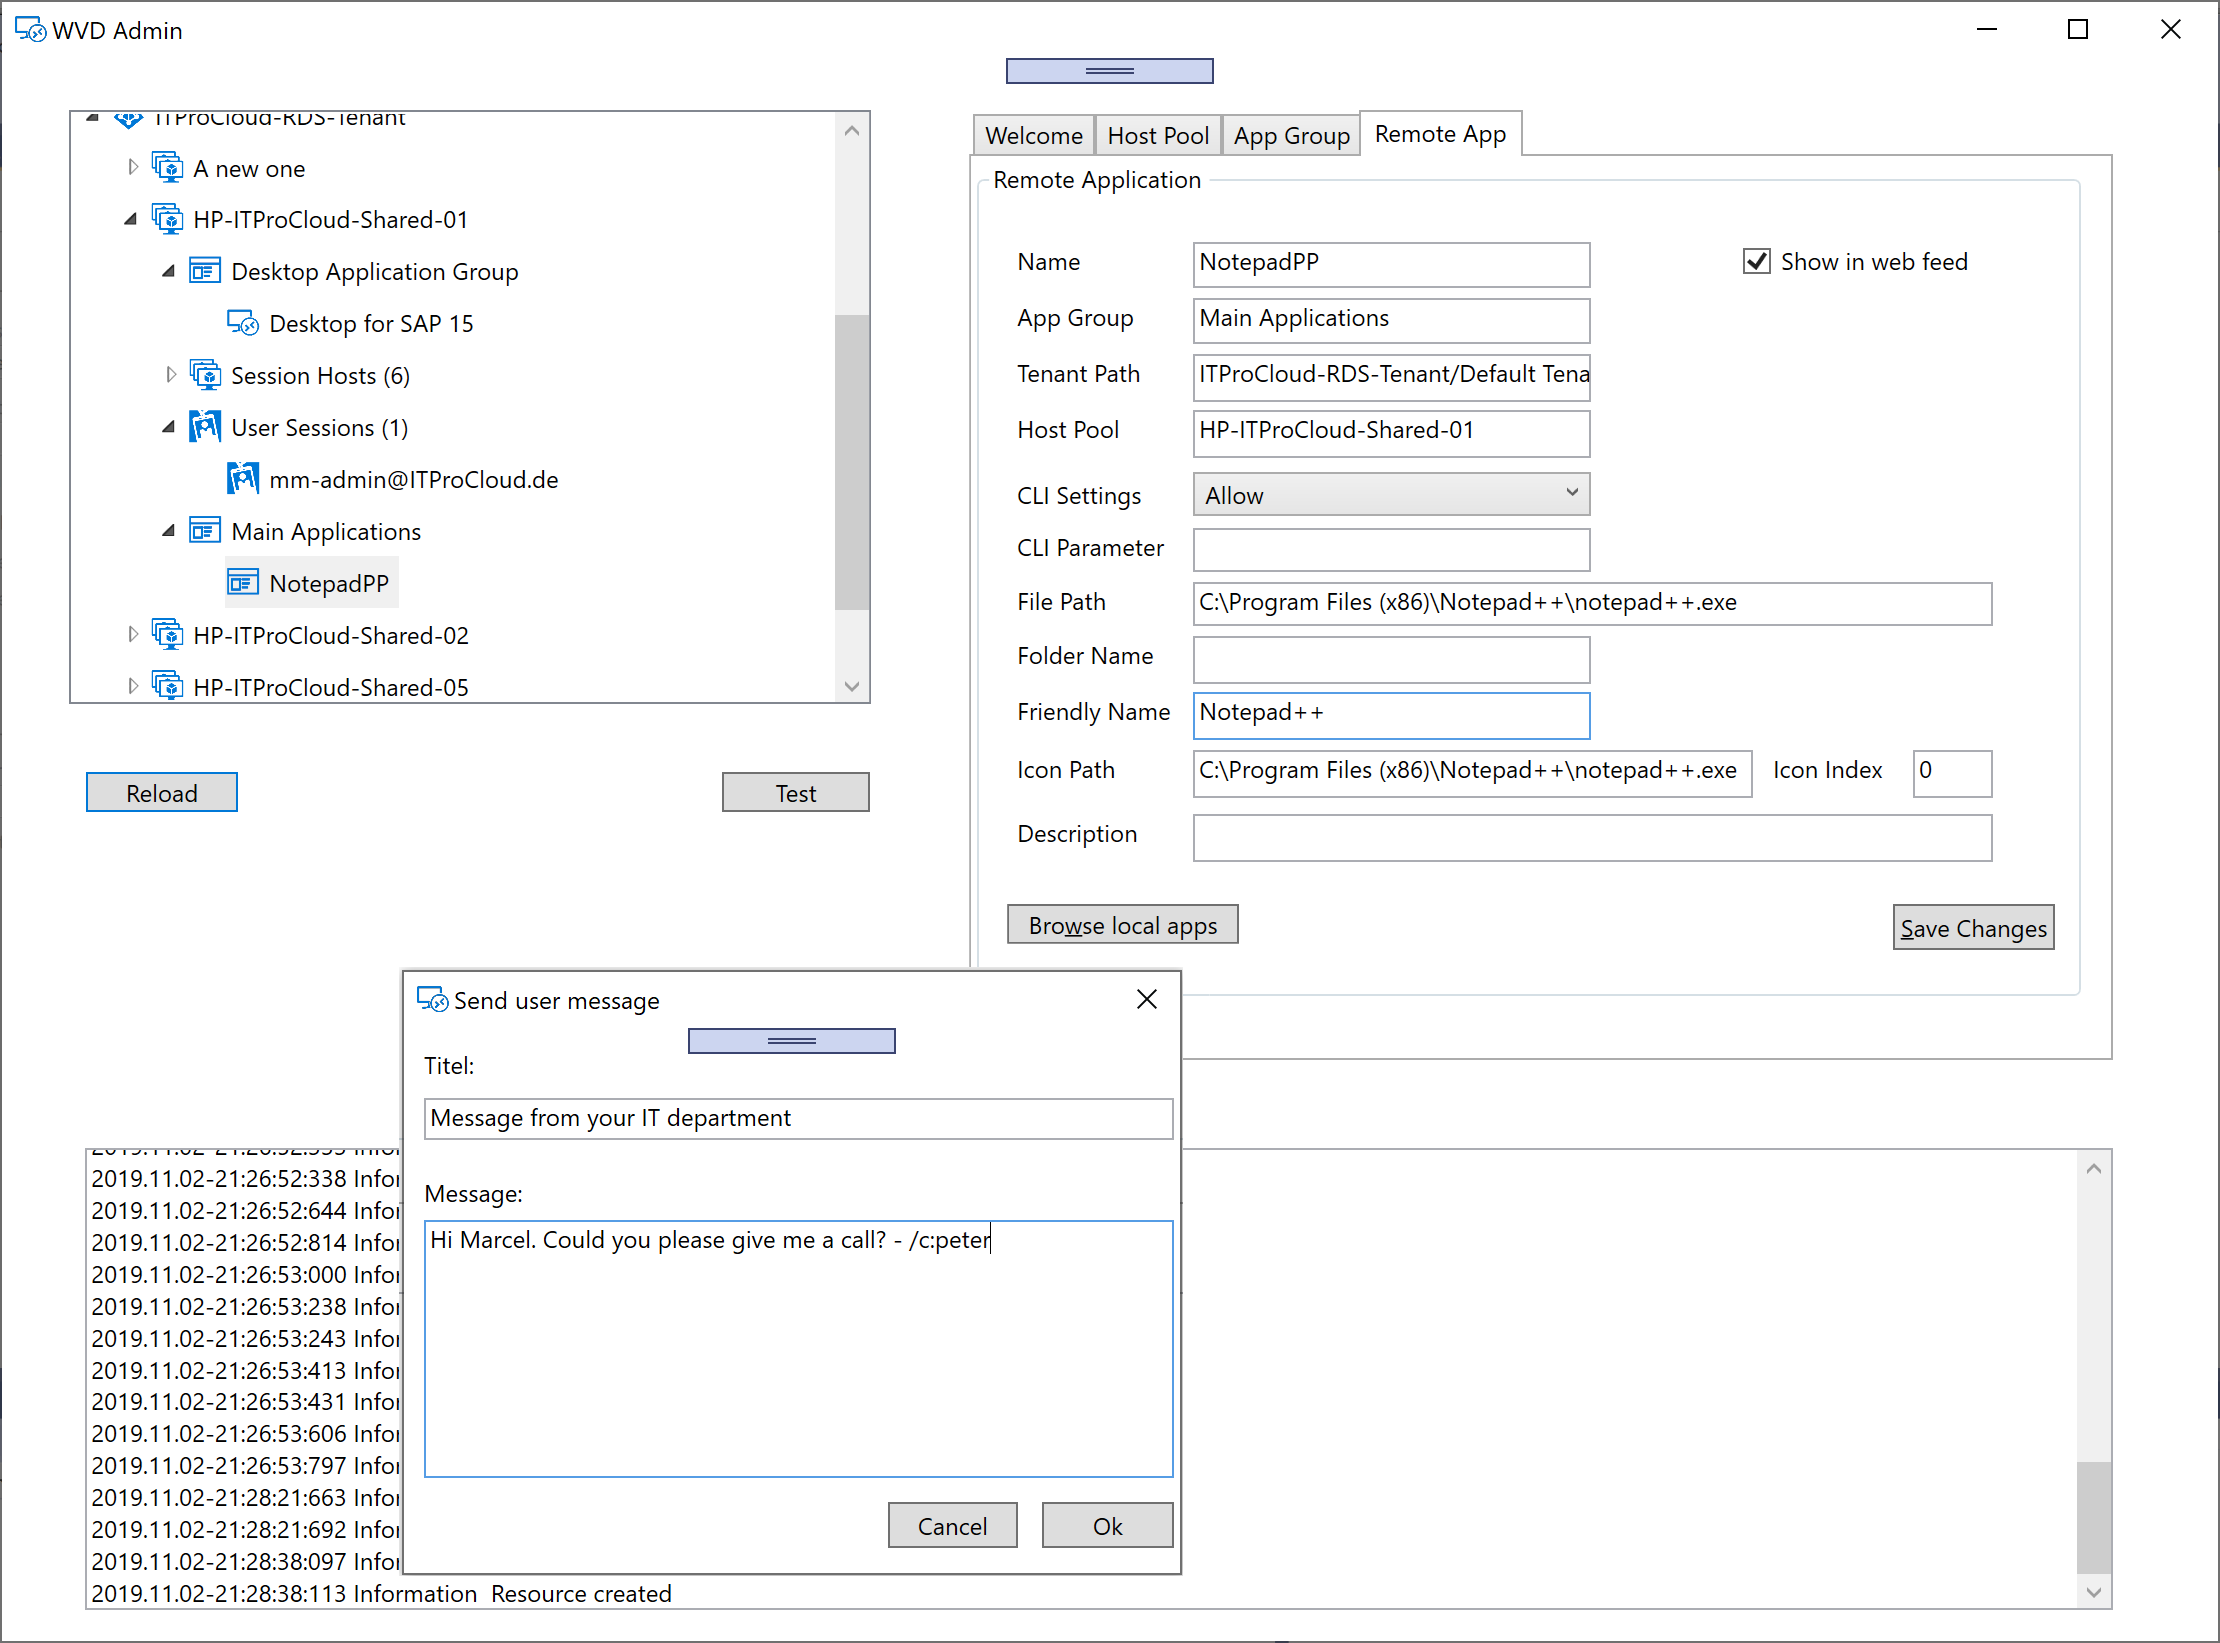 WVD Admin
ITProCloud-RDS-Tenant
A new one
HP-ITProCloud-Shared-01
Desktop Application Group
Desktop for SAP 15
Session Hosts (6)
User Sessions (1)
mm-admin@ITProCloud.de
Main Applications
NotepadPP
HP-ITProCloud-Shared-02
HP-ITProCloud-Shared-05
Reload
Test
Welcome
Host Pool
App Group
Remote App
Remote Application
Name NotepadPP
Show in web feed
App Group Main Applications
Tenant Path ITProCloud-RDS-Tenant/Default Tena
Host Pool HP-ITProCloud-Shared-01
CLI Settings Allow
CLI Parameter
File Path C:\Program Files (x86)\Notepad++\notepad++.exe
Folder Name
Friendly Name Notepad++
Icon Path C:\Program Files (x86)\Notepad++\notepad++.exe Icon Index 0
Description
Browse local apps
Save Changes
Send user message
Titel:
Message from your IT department
Message:
Hi Marcel. Could you please give me a call? - /c:peter
Cancel
Ok
2019.11.02-21:26:52:338 Infor
2019.11.02-21:26:52:644 Infor
2019.11.02-21:26:52:814 Infor
2019.11.02-21:26:53:000 Infor
2019.11.02-21:26:53:238 Infor
2019.11.02-21:26:53:243 Infor
2019.11.02-21:26:53:413 Infor
2019.11.02-21:26:53:431 Infor
2019.11.02-21:26:53:606 Infor
2019.11.02-21:26:53:797 Infor
2019.11.02-21:28:21:663 Infor
2019.11.02-21:28:21:692 Infor
2019.11.02-21:28:38:097 Infor
2019.11.02-21:28:38:113 Information Resource created